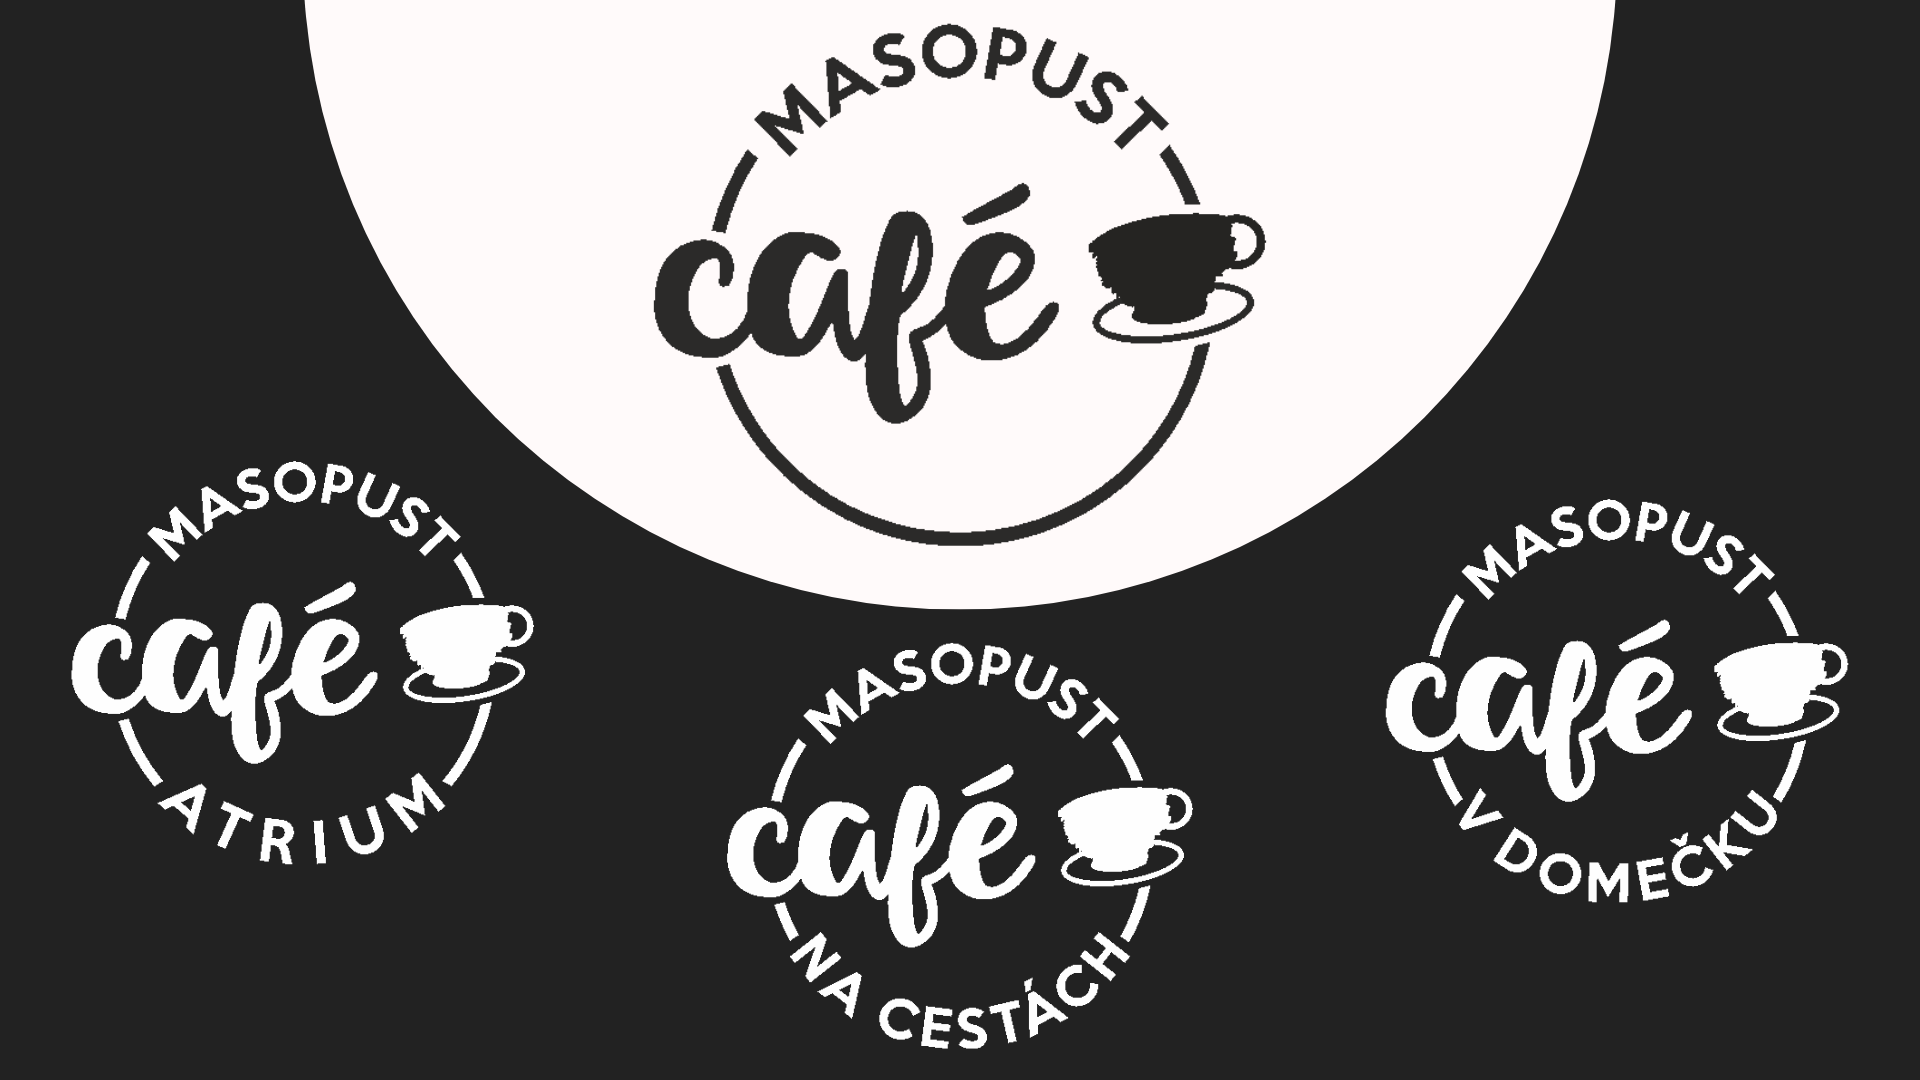 MASOPUST
café
MASOPUST
café
ATRIUM
MASOPUST
café
NA CESTÁCH
MASOPUST
café
V DOMEČKU